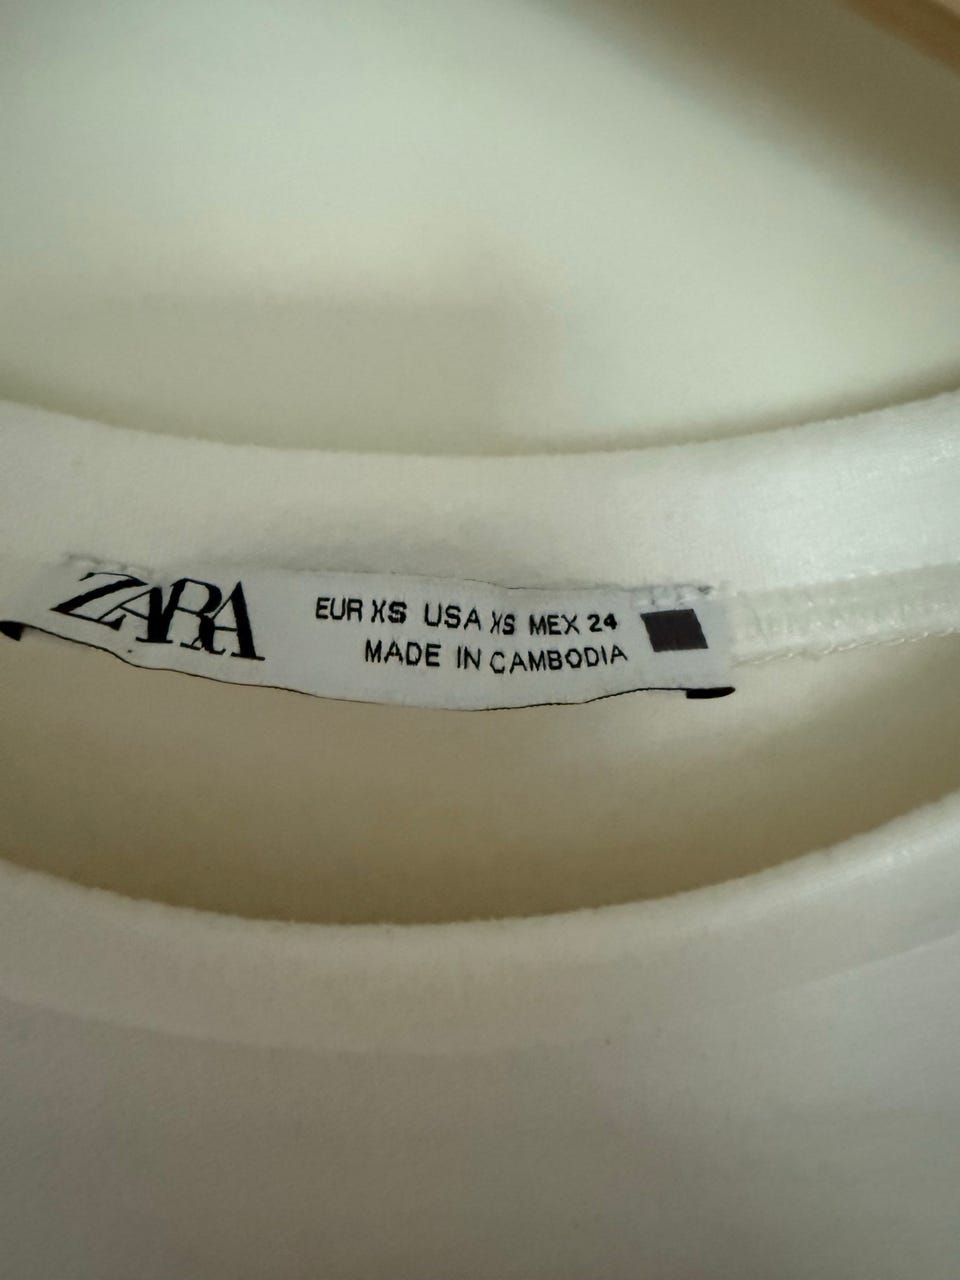 ZARA
EUR XS USA XS MEX 24
MADE IN CAMBODIA